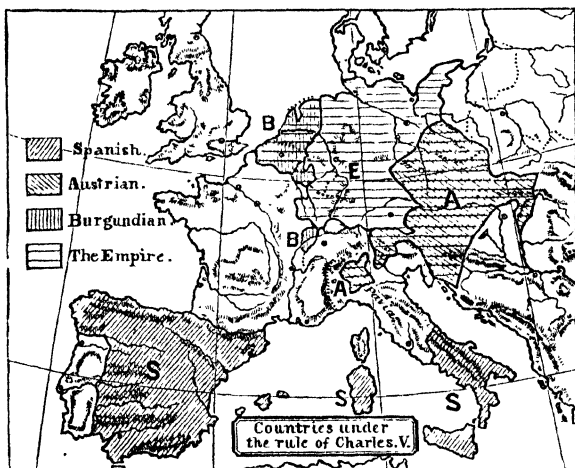 B
Spanish.
Austrian.
E
A
Burgundian
B
The Empire.
A
S
S
S
Countries under
the rule of Charles.V.